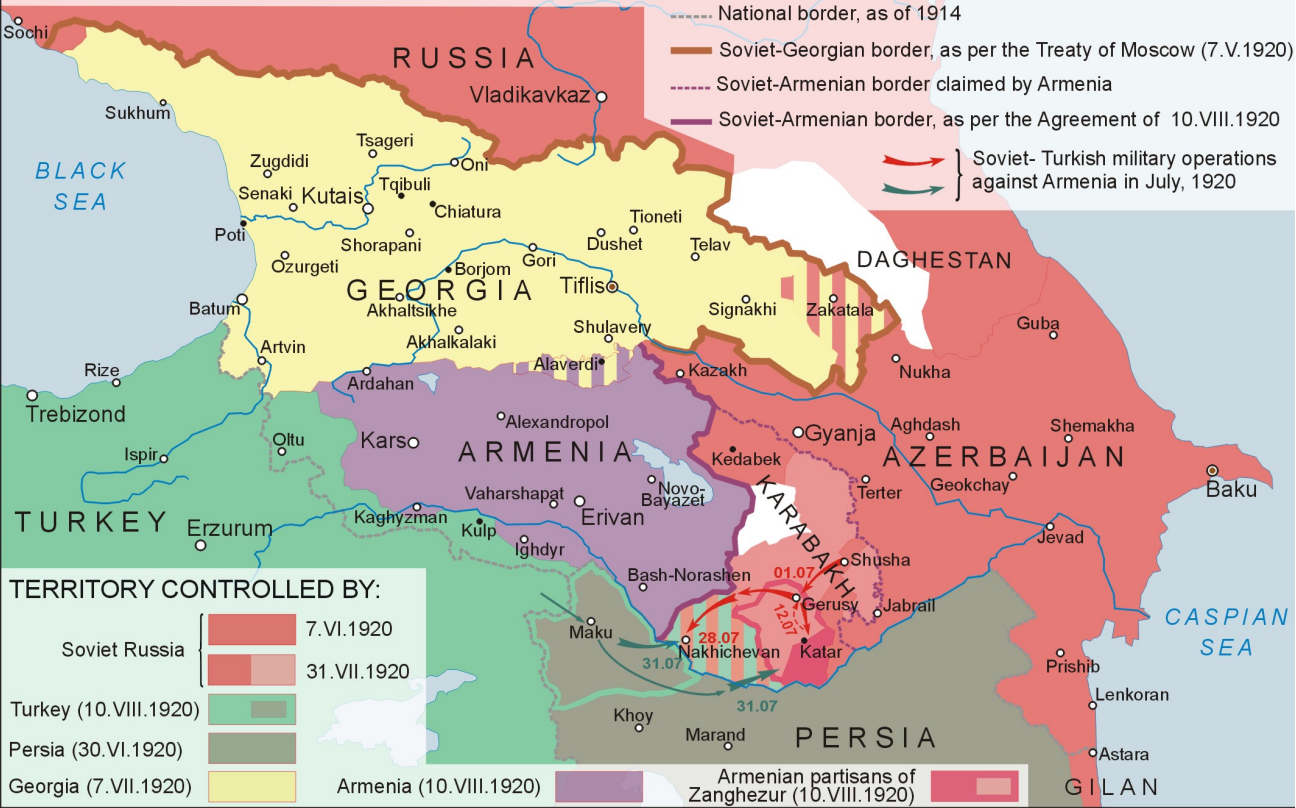 National border, as of 1914
Soviet-Georgian border, as per the Treaty of Moscow (7.V.1920)
Soviet-Armenian border claimed by Armenia
Soviet-Armenian border, as per the Agreement of 10.VIII.1920
Soviet- Turkish military operations
against Armenia in July, 1920
Sochi
RUSSIA
Vladikavkaz
Sukhum
BLACK
SEA
Tsageri
Zugdidi
Oni
Senaki
Kutais
Tqibuli
Chiatura
Poti
Shorapani
Tioneti
Dushet
Telav
Ozurgeti
Borjom
Gori
DAGHESTAN
GEORGIA
Tiflis
Akhaltsikhe
Batum
Signakhi
Zakatala
Guba
Shulavery
Akhalkalaki
Artvin
Alaverdi
Rize
Ardahan
Kazakh
Nukha
Trebizond
Alexandropol
Oltu
Kars
ARMENIA
Gyanja
Aghdash
Shemakha
Ispir
Kedabek
AZERBAIJAN
Geokchay
Terter
Baku
Vaharshapat
Novo-
Bayazet
KARABAKH
TURKEY
Erzurum
Kaghyzman
Kulp
Erivan
Ighdyr
Jevad
Bash-Norashen
Shusha
01.07
Gerusy
Jabrail
12.07
CASPIAN
SEA
Maku
28.07
Nakhichevan
Katar
31.07
31.07
Prishib
Lenkoran
Khoy
Marand
PERSIA
Astara
GILAN
TERRITORY CONTROLLED BY:
Soviet Russia
7.VI.1920
31.VII.1920
Turkey (10.VIII.1920)
Persia (30.VI.1920)
Georgia (7.VII.1920)
Armenia (10.VIII.1920)
Armenian partisans of
Zanghezur (10.VIII.1920)